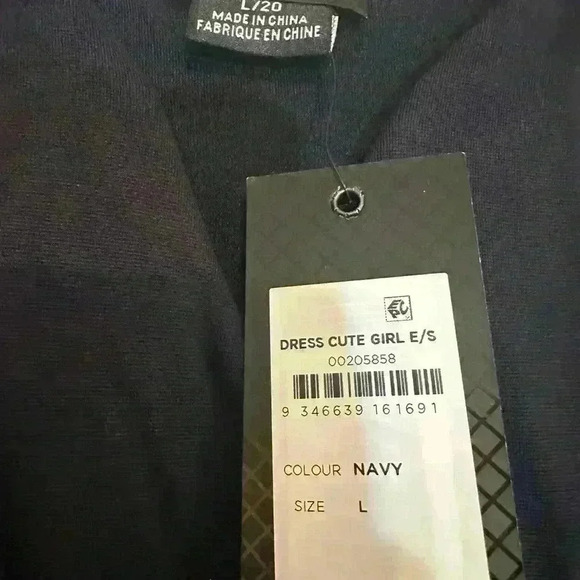 L/20
MADE IN CHINA
FABRIQUE EN CHINE
DRESS CUTE GIRL E/S
00205858
9 346639 161691
COLOUR NAVY
SIZE L